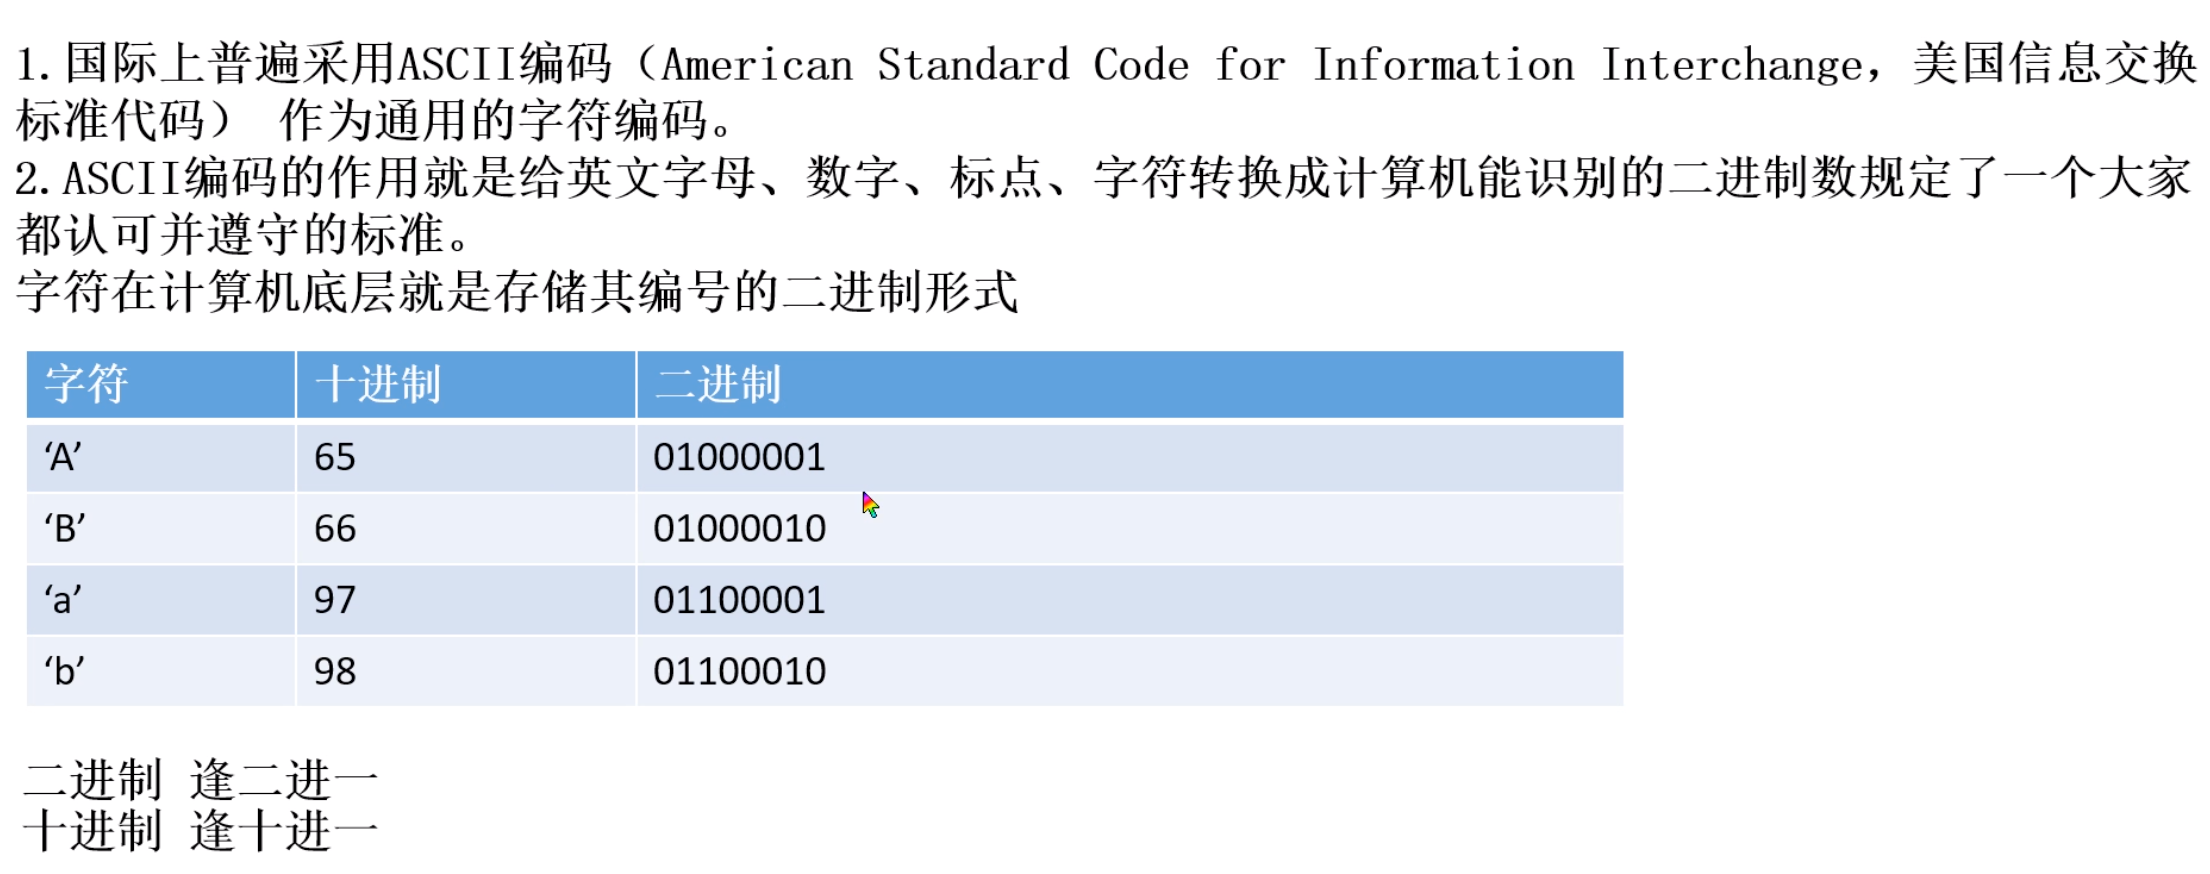 1.国际上普遍采用ASCII编码（American Standard Code for Information Interchange，美国信息交换
标准代码） 作为通用的字符编码。
2.ASCII编码的作用就是给英文字母、数字、标点、字符转换成计算机能识别的二进制数规定了一个大家
都认可并遵守的标准。
字符在计算机底层就是存储其编号的二进制形式
字符 十进制 二进制
‘A’ 65 01000001
‘B’ 66 01000010
‘a’ 97 01100001
‘b’ 98 01100010
二进制 逢二进一
十进制 逢十进一